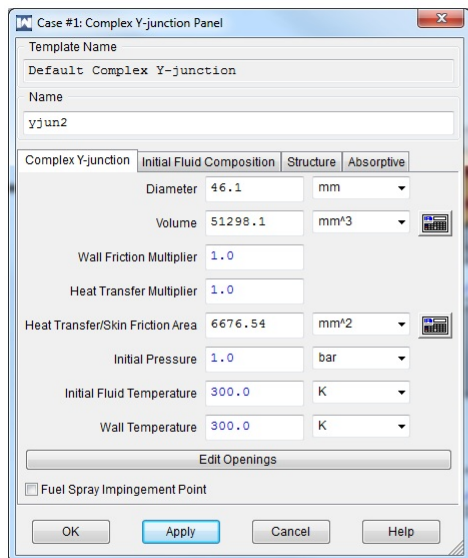 Case #1: Complex Y-junction Panel
Template Name
Default Complex Y-junction
Name
yjun2
Complex Y-junction Initial Fluid Composition Structure Absorptive
Diameter 46.1 mm
Volume 51298.1 mm^3
Wall Friction Multiplier 1.0
Heat Transfer Multiplier 1.0
Heat Transfer/Skin Friction Area 6676.54 mm^2
Initial Pressure 1.0 bar
Initial Fluid Temperature 300.0 K
Wall Temperature 300.0 K
Edit Openings
Fuel Spray Impingement Point
OK Apply Cancel Help